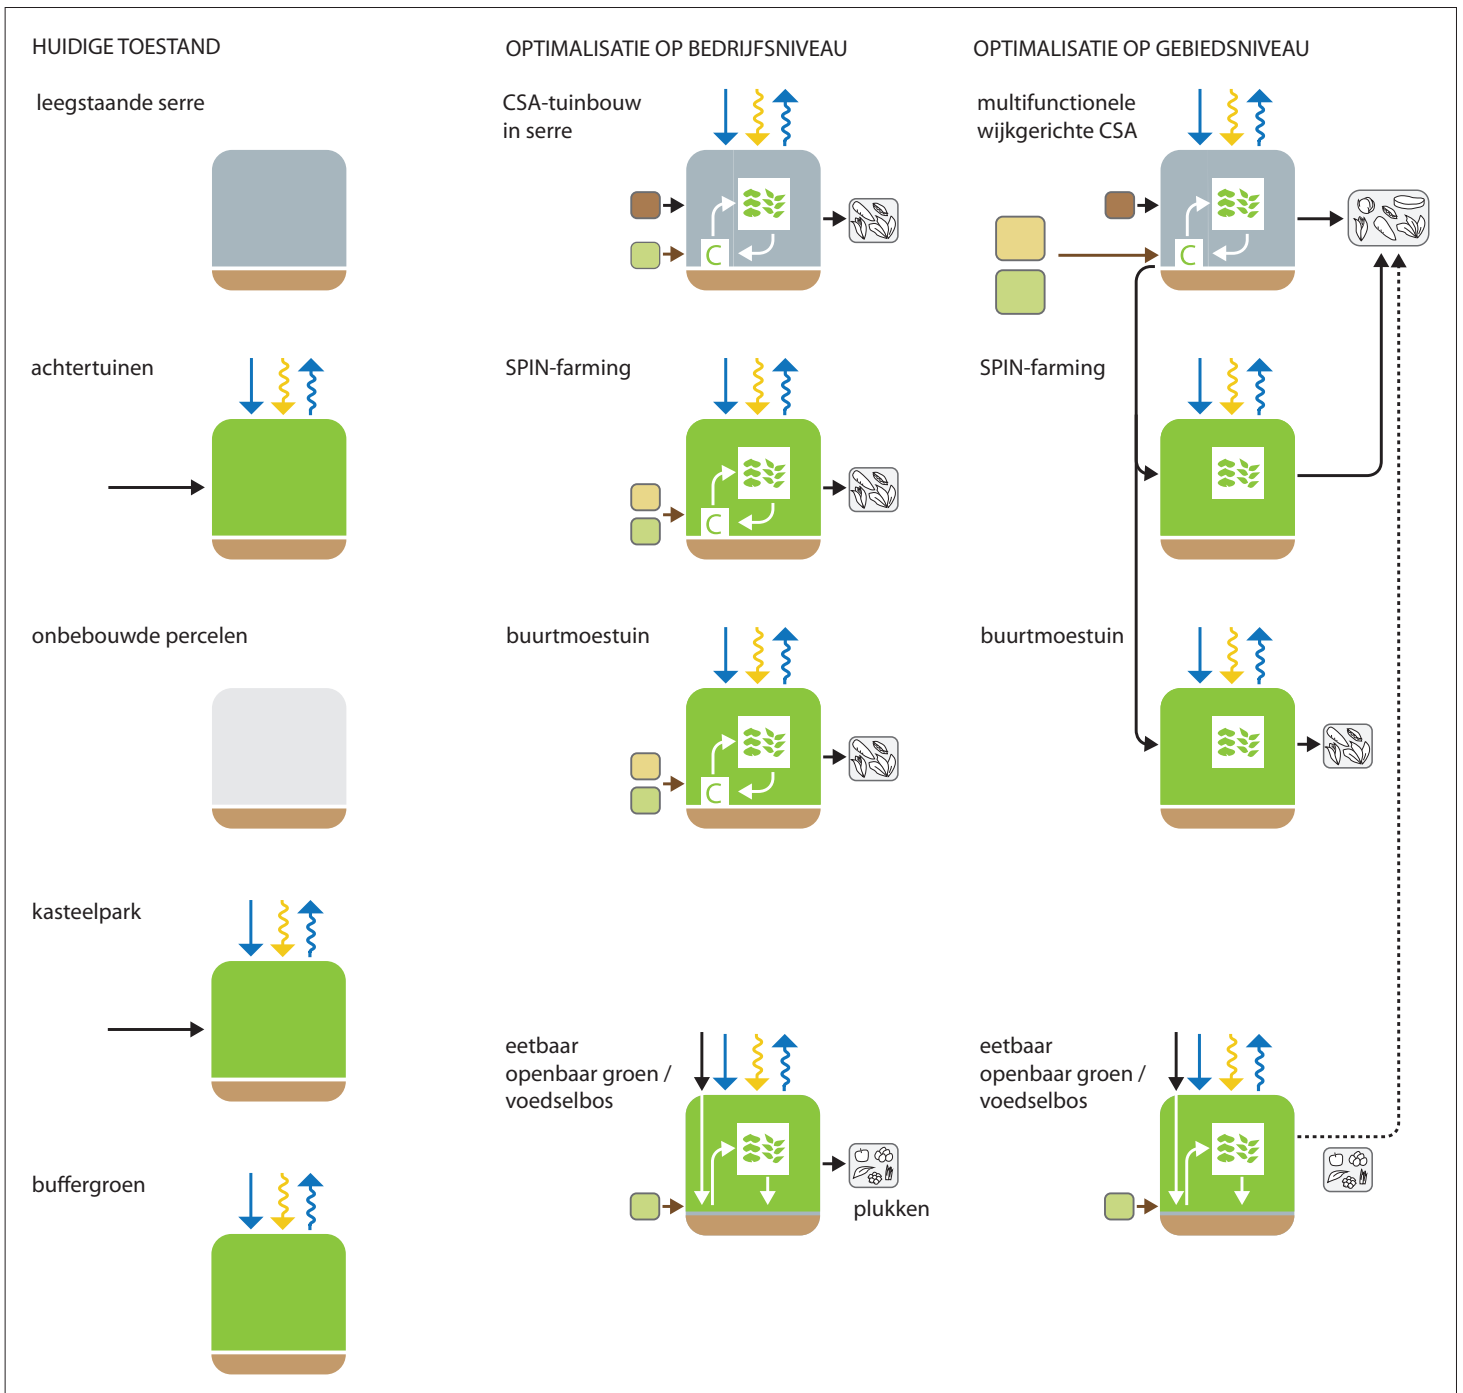 HUIDIGE TOESTAND
OPTIMALISATIE OP BEDRIJFSNIVEAU
OPTIMALISATIE OP GEBIEDSNIVEAU
leegstaande serre
CSA-tuinbouw
in serre
multifunctionele
wijkgerichte CSA
C
C
achtertuinen
SPIN-farming
SPIN-farming
C
onbebouwde percelen
buurtmoestuin
buurtmoestuin
C
kasteelpark
eetbaar
openbaar groen /
voedselbos
eetbaar
openbaar groen /
voedselbos
buffergroen
plukken